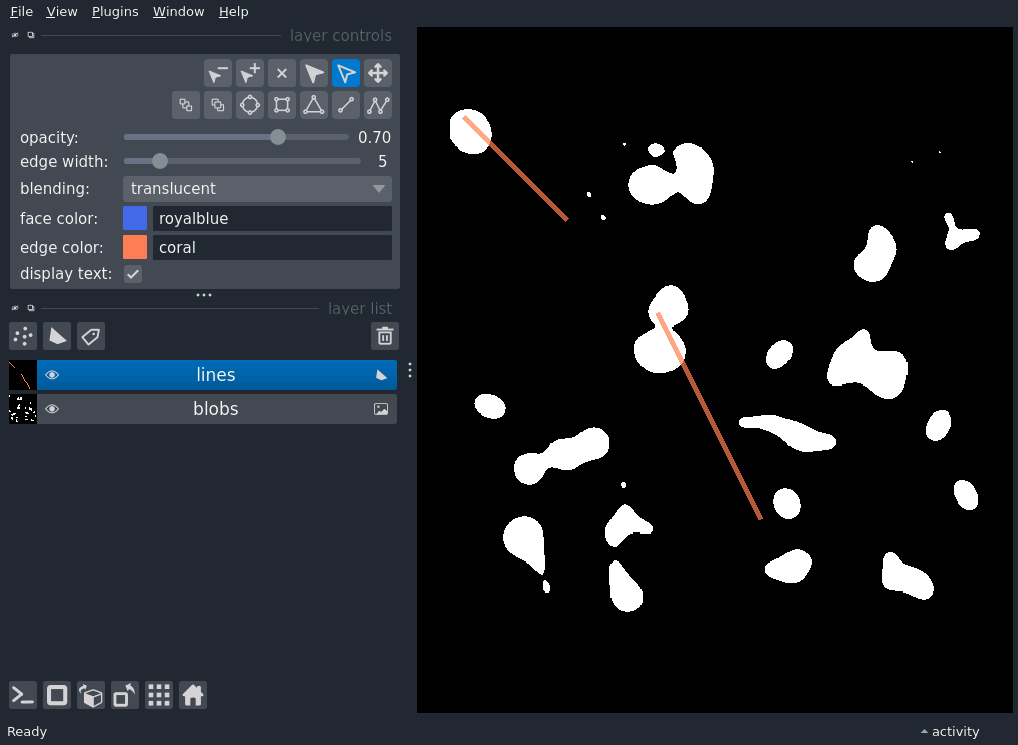 File View Plugins Window Help
layer controls
opacity: 0.70
edge width: 5
blending: translucent
face color: royalblue
edge color: coral
display text:
layer list
lines
blobs
Ready activity